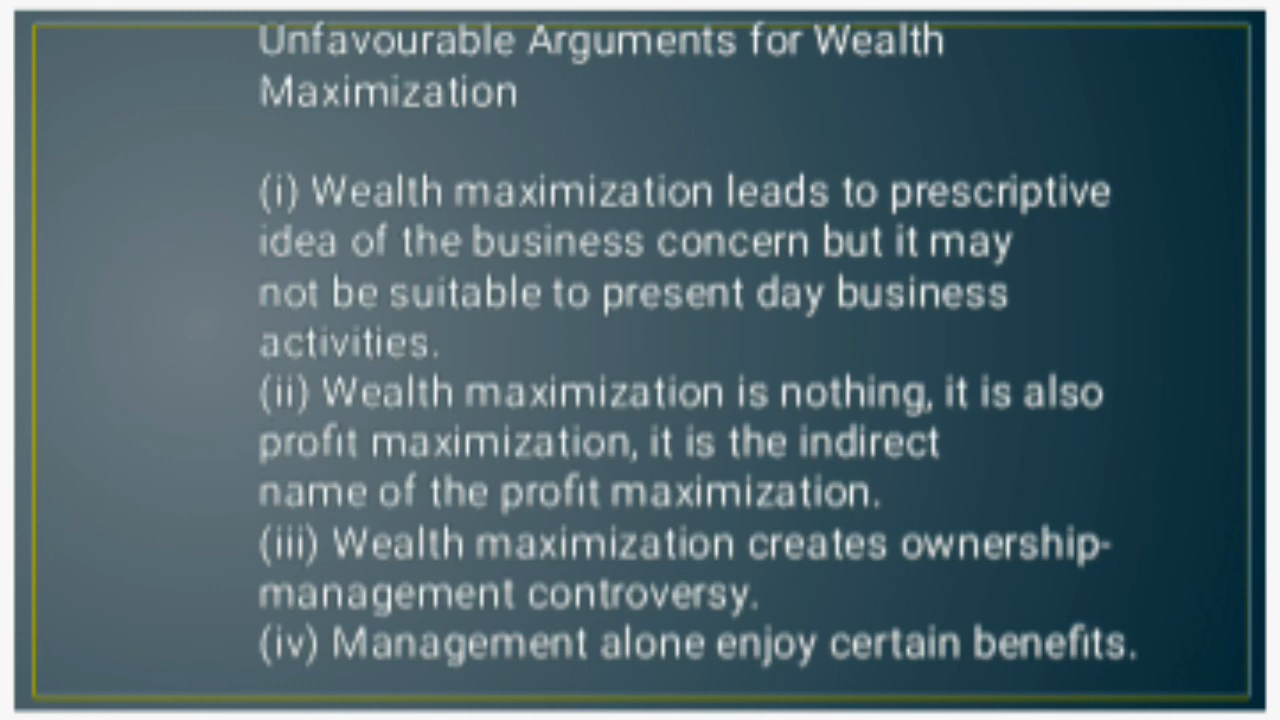 Unfavourable Arguments for Wealth
Maximization
(i) Wealth maximization leads to prescriptive
idea of the business concern but it may
not be suitable to present day business
activities.
(ii) Wealth maximization is nothing, it is also
profit maximization, it is the indirect
name of the profit maximization.
(iii) Wealth maximization creates ownership-
management controversy.
(iv) Management alone enjoy certain benefits.